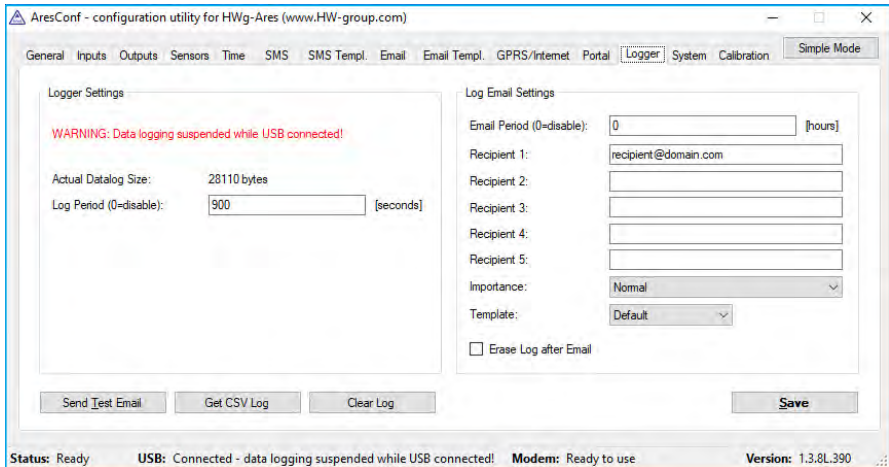 AresConf - configuration utility for HWg-Ares (www.HW-group.com)
General Inputs Outputs Sensors Time SMS SMS Templ. Email Email Templ. GPRS/Internet Portal Logger System Calibration Simple Mode
Logger Settings
WARNING: Data logging suspended while USB connected!
Actual Datalog Size: 28110 bytes
Log Period (0=disable): 900 [seconds]
Log Email Settings
Email Period (0=disable): 0 [hours]
Recipient 1: recipient@domain.com
Recipient 2:
Recipient 3:
Recipient 4:
Recipient 5:
Importance: Normal
Template: Default
Erase Log after Email
Send Test Email Get CSV Log Clear Log Save
Status: Ready USB: Connected - data logging suspended while USB connected! Modem: Ready to use Version: 1.3.8L.390